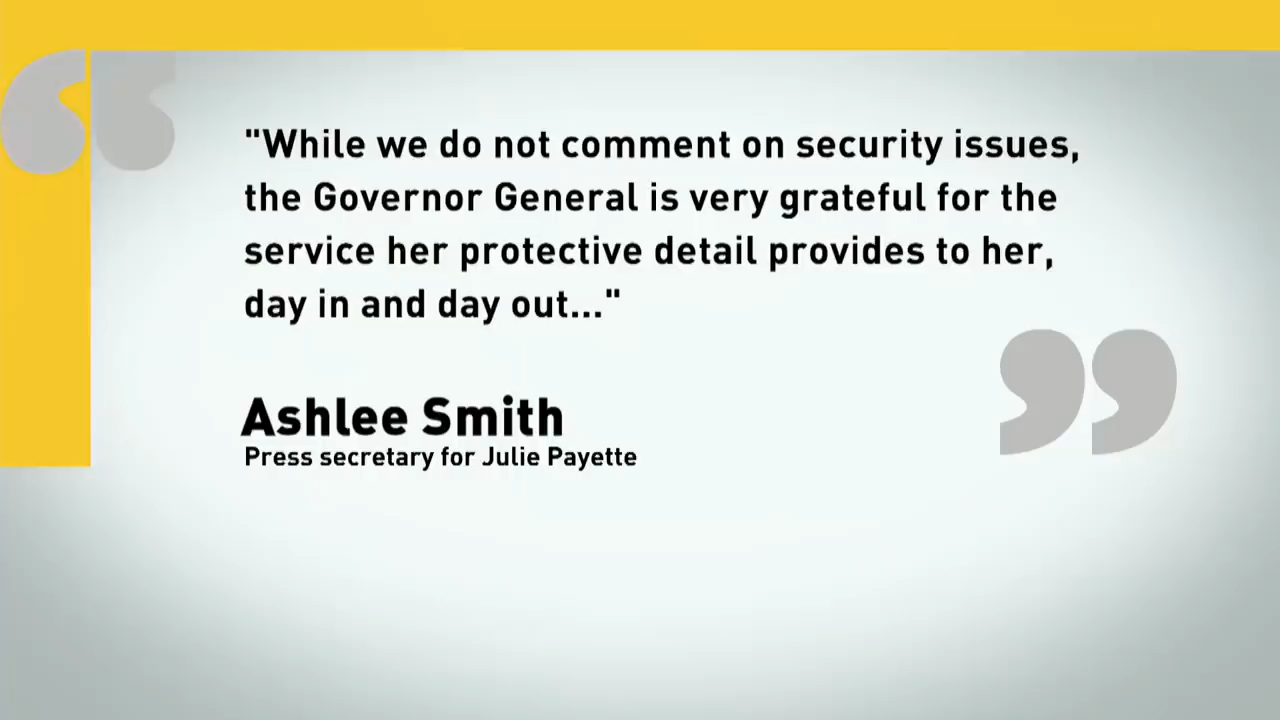 "While we do not comment on security issues,
the Governor General is very grateful for the
service her protective detail provides to her,
day in and day out..."
Ashlee Smith
Press secretary for Julie Payette